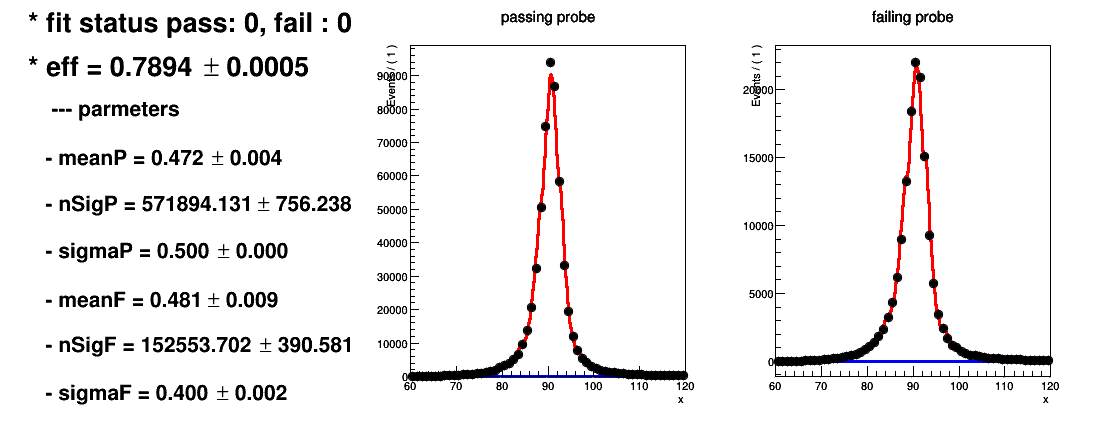 * fit status pass: 0, fail : 0
* eff = 0.7894 ± 0.0005
--- parmeters
- meanP = 0.472 ± 0.004
- nSigP = 571894.131 ± 756.238
- sigmaP = 0.500 ± 0.000
- meanF = 0.481 ± 0.009
- nSigF = 152553.702 ± 390.581
- sigmaF = 0.400 ± 0.002
passing probe
Events / ( 1 )
90000
80000
70000
60000
50000
40000
30000
20000
10000
0
60 70 80 90 100 110 120
x
failing probe
Events / ( 1 )
20000
15000
10000
5000
0
60 70 80 90 100 110 120
x